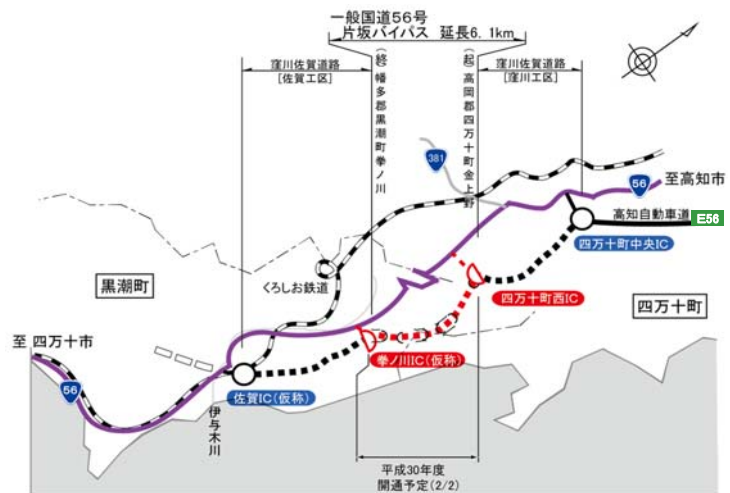 一般国道56号
片坂バイパス 延長6.1km
窪川佐賀道路
[佐賀工区]
(終)幡多郡黒潮町拳ノ川
(起)高岡郡四万十町金上野
窪川佐賀道路
[窪川工区]
381
56
至高知市
高知自動車道
E56
四万十町中央IC
くろしお鉄道
黒潮町
四万十町西IC
四万十町
至 四万十市
拳ノ川IC(仮称)
56
佐賀IC(仮称)
伊与木川
平成30年度
開通予定(2/2)